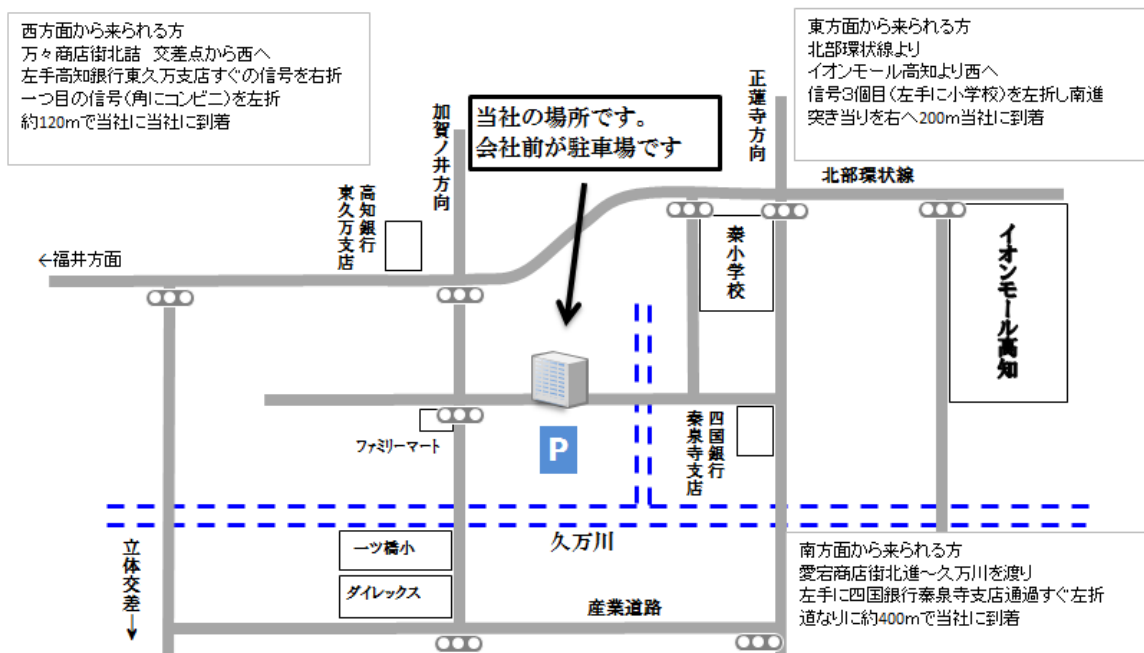 西方面から来られる方
万々商店街北詰　交差点から西へ
左手高知銀行東久万支店すぐの信号を右折
一つ目の信号(角にコンビニ)を左折
約120mで当社に当社に到着
加賀ノ井方向
当社の場所です。
会社前が駐車場です
正蓮寺方向
東方面から来られる方
北部環状線より
イオンモール高知より西へ
信号3個目(左手に小学校)を左折し南進
突き当りを右へ200m当社に到着
北部環状線
高知銀行
東久万支店
←福井方面
秦小学校
イオンモール高知
ファミリーマート
P
四国銀行
秦泉寺支店
立体交差→
一ツ橋小
ダイレックス
久万川
産業道路
南方面から来られる方
愛宕商店街北進～久万川を渡り
左手に四国銀行秦泉寺支店通過すぐ左折
道なりに約400mで当社に到着